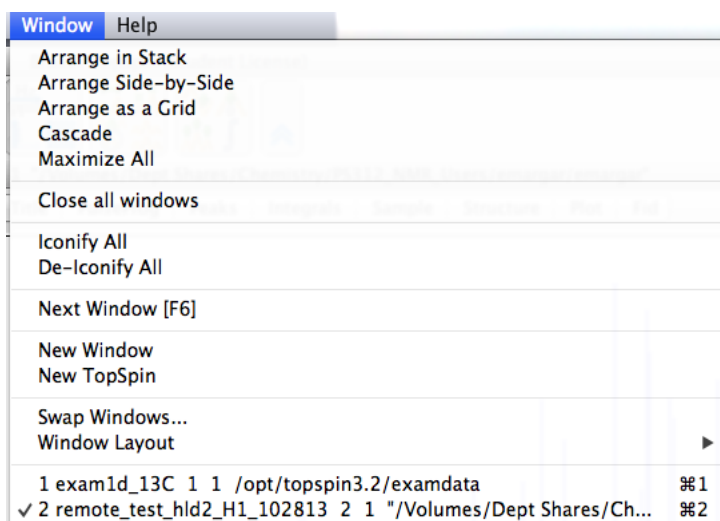 Window Help
Arrange in Stack
Arrange Side-by-Side
Arrange as a Grid
Cascade
Maximize All
Close all windows
Iconify All
De-Iconify All
Next Window [F6]
New Window
New TopSpin
Swap Windows...
Window Layout
1 exam1d_13C 1 1 /opt/topspin3.2/examdata ⌘1
✓ 2 remote_test_hld2_H1_102813 2 1 "/Volumes/Dept Shares/Ch... ⌘2